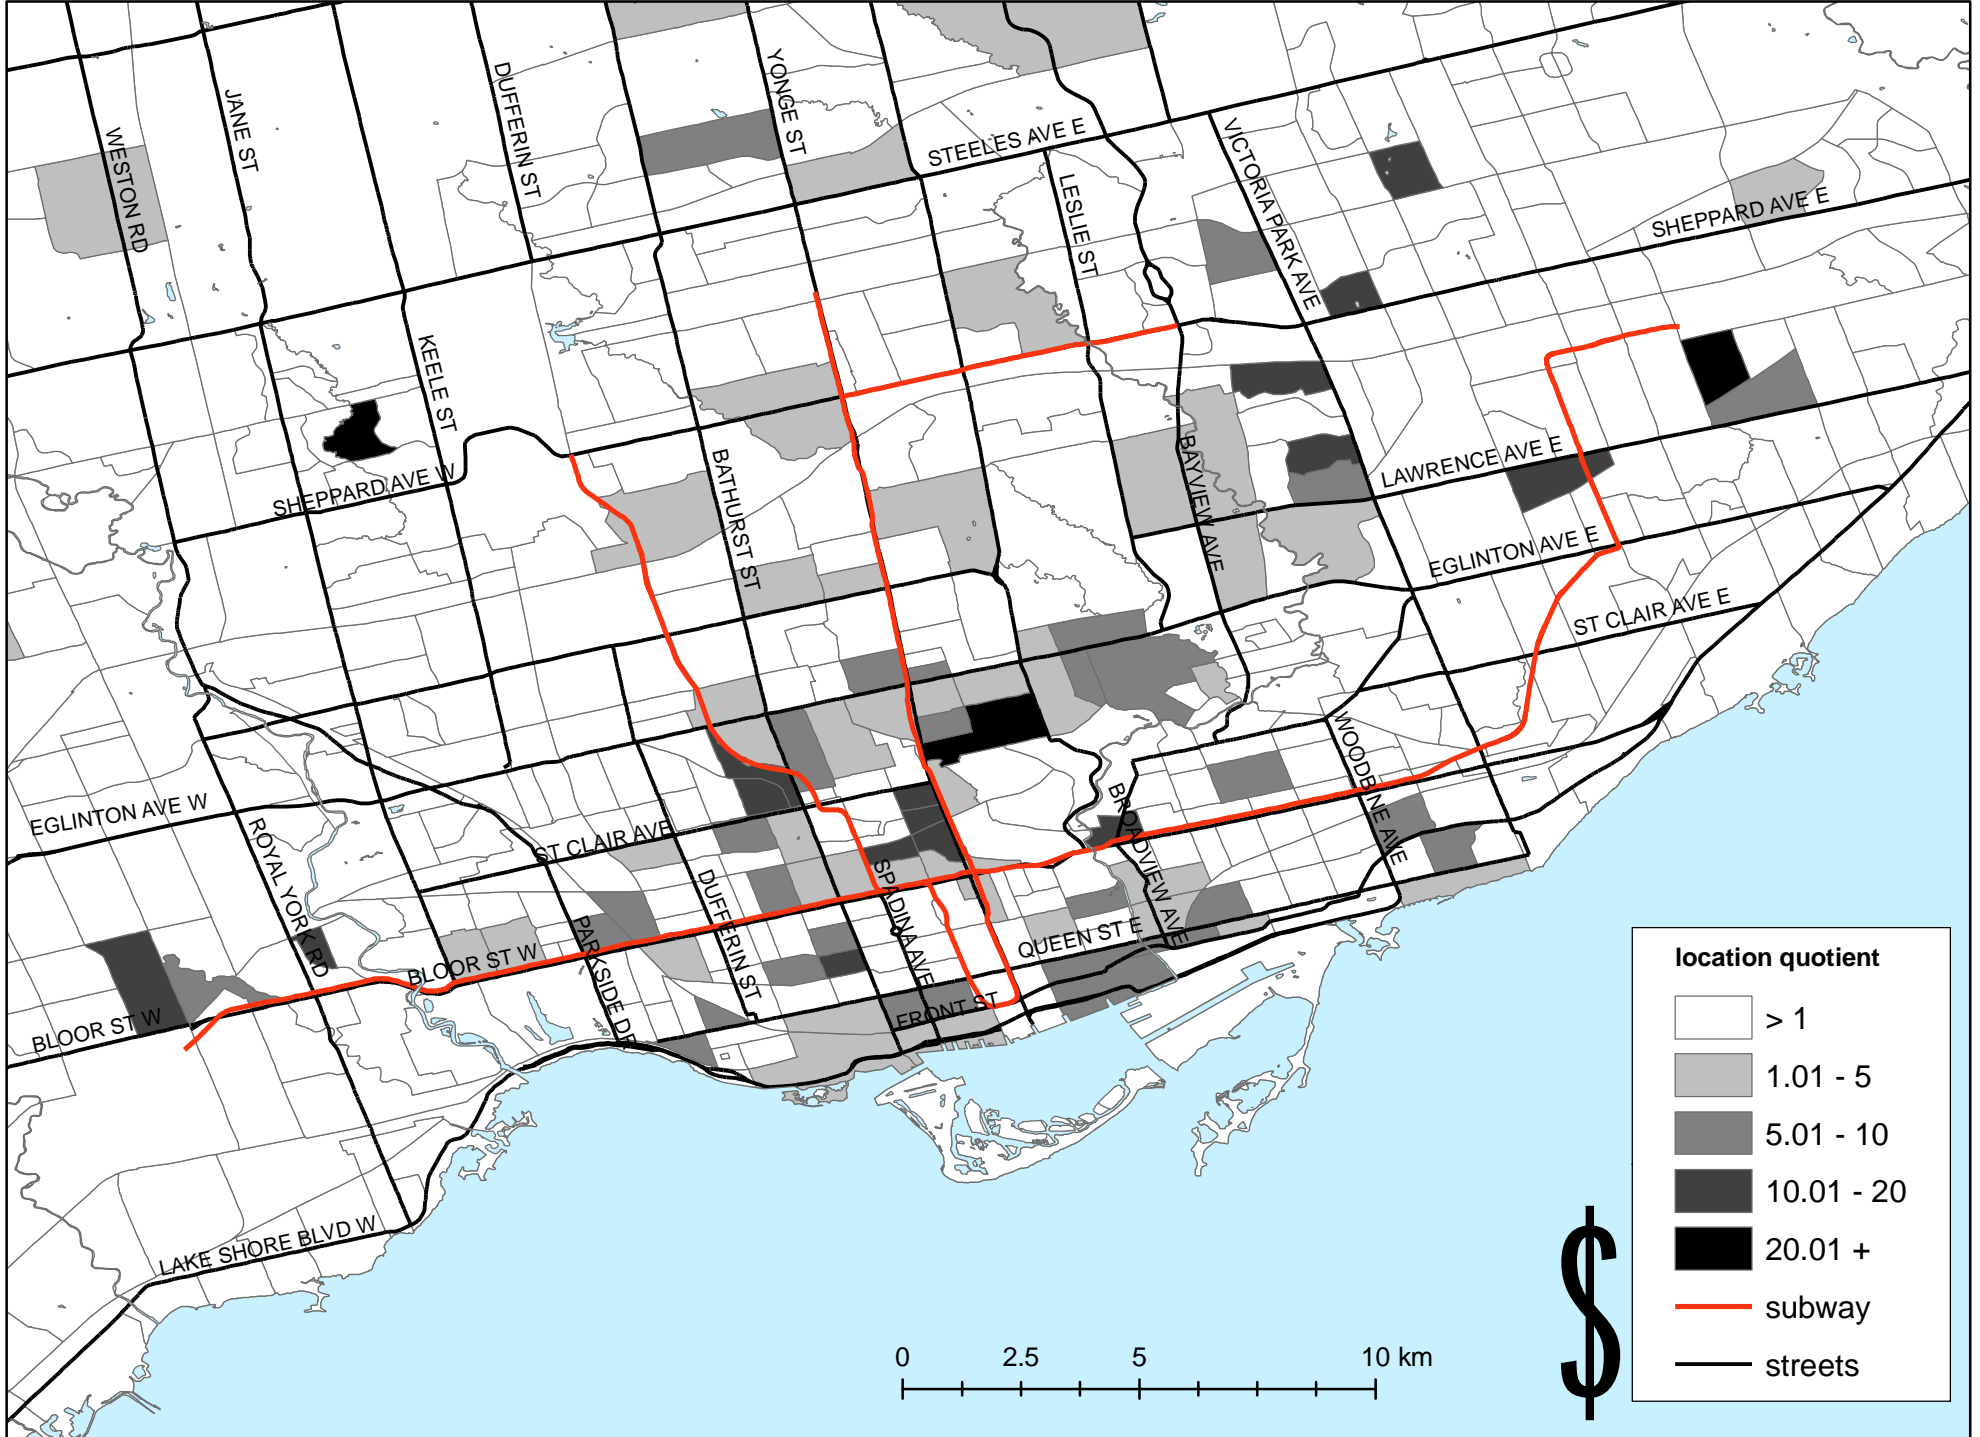 WESTON RD
JANE ST
DUFFERIN ST
YONGE ST
STEELES AVE E
LESLIE ST
VICTORIA PARK AVE
SHEPPARD AVE E
KEELE ST
SHEPPARD AVE W
BATHURST ST
BAYVIEW AVE
LAWRENCE AVE E
EGLINTON AVE E
ST CLAIR AVE E
EGLINTON AVE W
ROYAL YORK RD
ST CLAIR AVE
DUFFERIN ST
SPADINA AVE
BROADVIEW AVE
WOODBINE AVE
BLOOR ST W
PARKSIDE DR
QUEEN ST E
FRONT ST
BLOOR ST W
LAKE SHORE BLVD W
location quotient
> 1
1.01 - 5
5.01 - 10
10.01 - 20
20.01 +
subway
streets
0 2.5 5 10 km
$